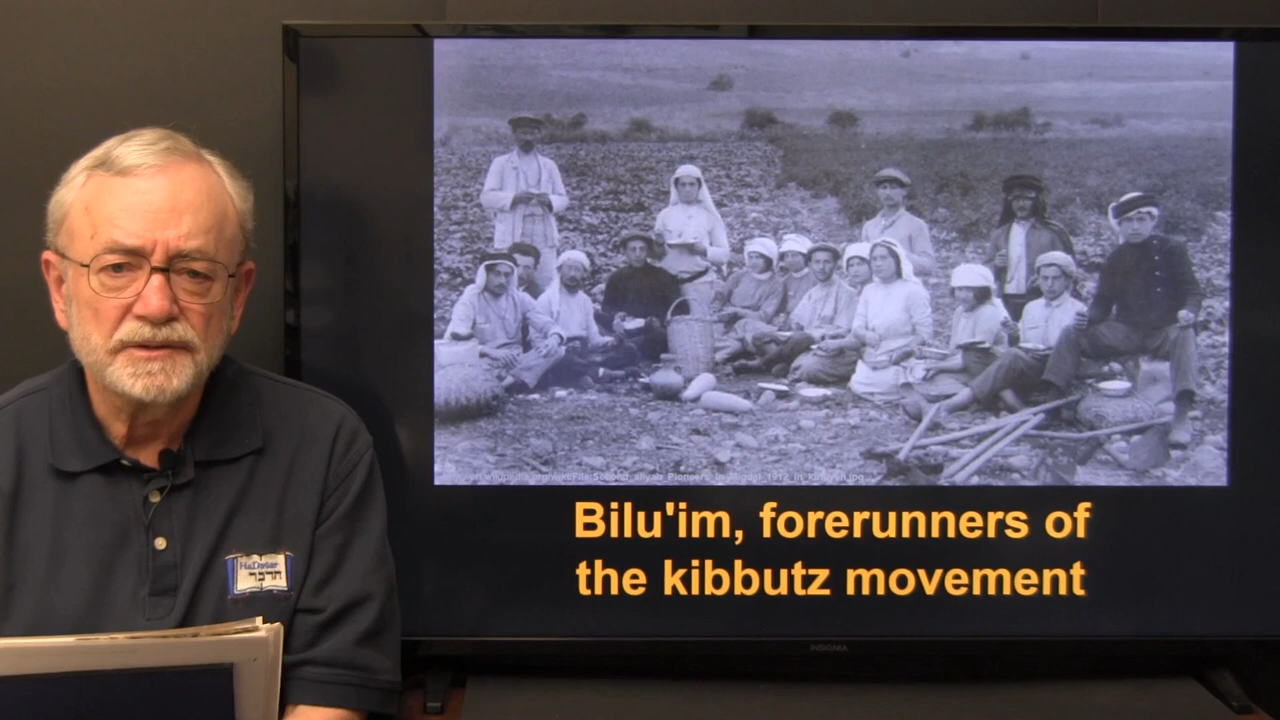 Bilu'im, forerunners of
the kibbutz movement
HaDavar
הדבר
INSIGNIA